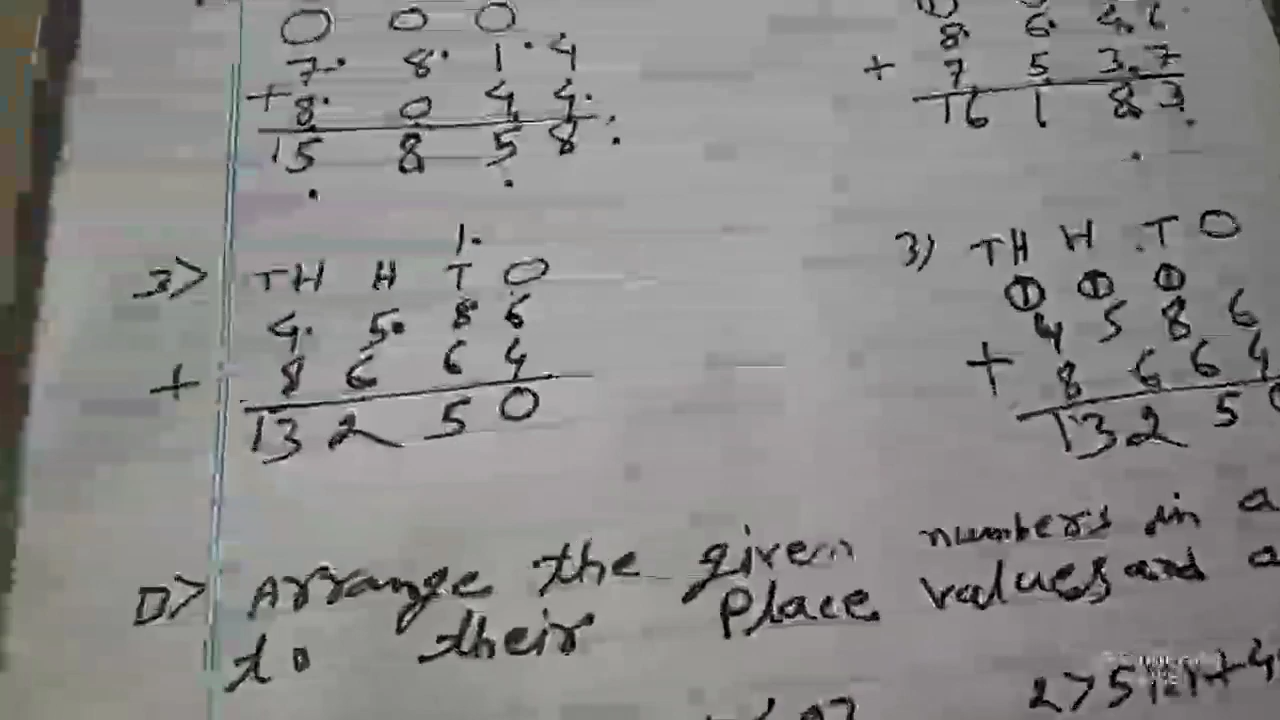 0 0 0
7 8 1 4
+ 8 0 4 4
15 8 5 8
8 6
+ 7 5 3 7
16 1 8 3
1
3> TH H T O
4 5 8 6
+ 8 6 6 4
13 2 5 0
3) TH H T O
1 1 1
4 5 8 6
+ 8 6 6 4
13 2 5
D> Arrange the given numbers in a
to their place values and a
2>